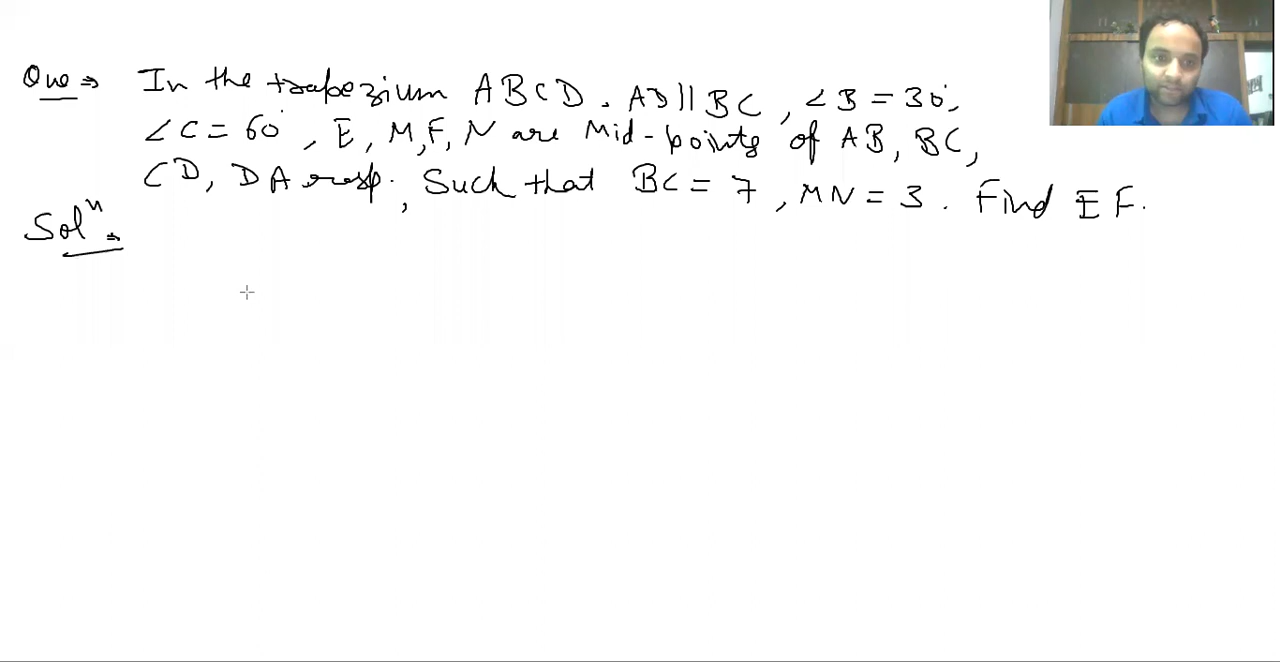 Que ⇒ In the trapezium ABCD. AD || BC, ∠B = 30°,
∠C = 60°, E, M, F, N are Mid-points of AB, BC,
CD, DA resp., Such that BC = 7, MN = 3. Find EF.
Solⁿ ⇒